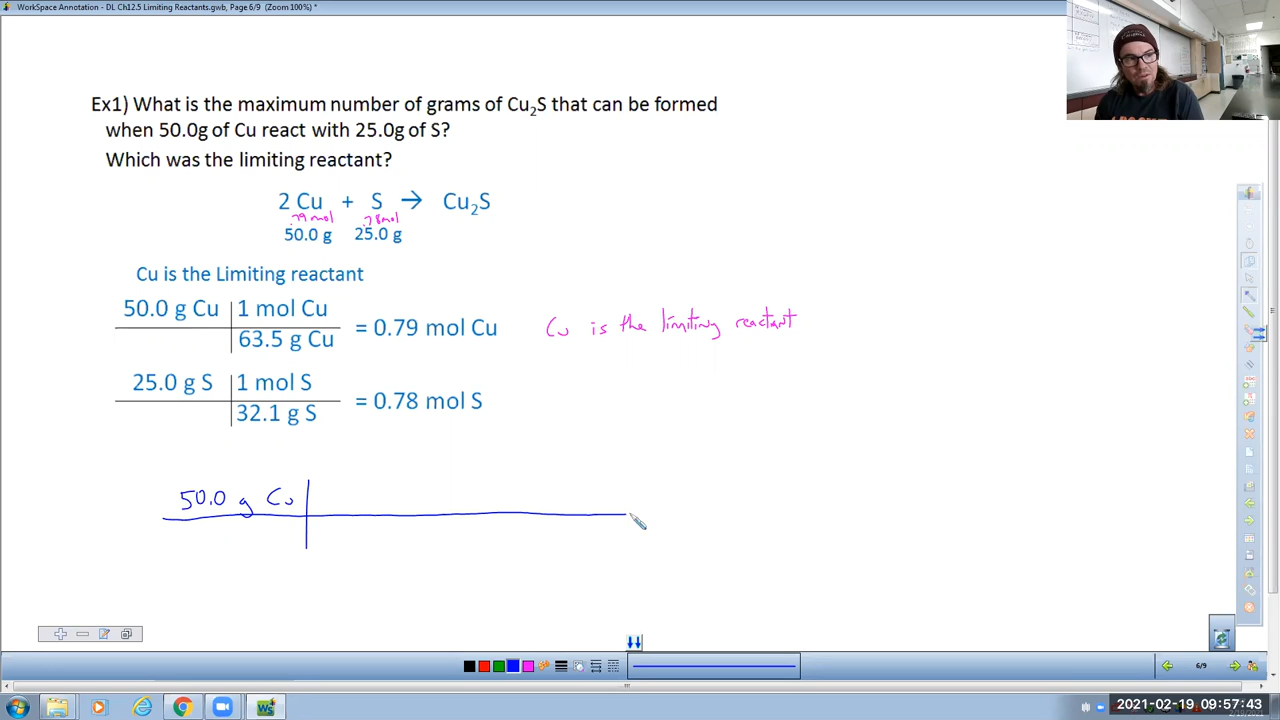 WorkSpace Annotation - DL Ch12.5 Limiting Reactants.gwb, Page 6/9 (Zoom 100%) *
Ex1) What is the maximum number of grams of Cu₂S that can be formed
when 50.0g of Cu react with 25.0g of S?
Which was the limiting reactant?
2 Cu + S → Cu₂S
.79 mol .78mol
50.0 g 25.0 g
Cu is the Limiting reactant
50.0 g Cu 1 mol Cu
63.5 g Cu
= 0.79 mol Cu
Cu is the limiting reactant
25.0 g S 1 mol S
32.1 g S
= 0.78 mol S
50.0 g Cu
6/9
2021-02-19 09:57:43